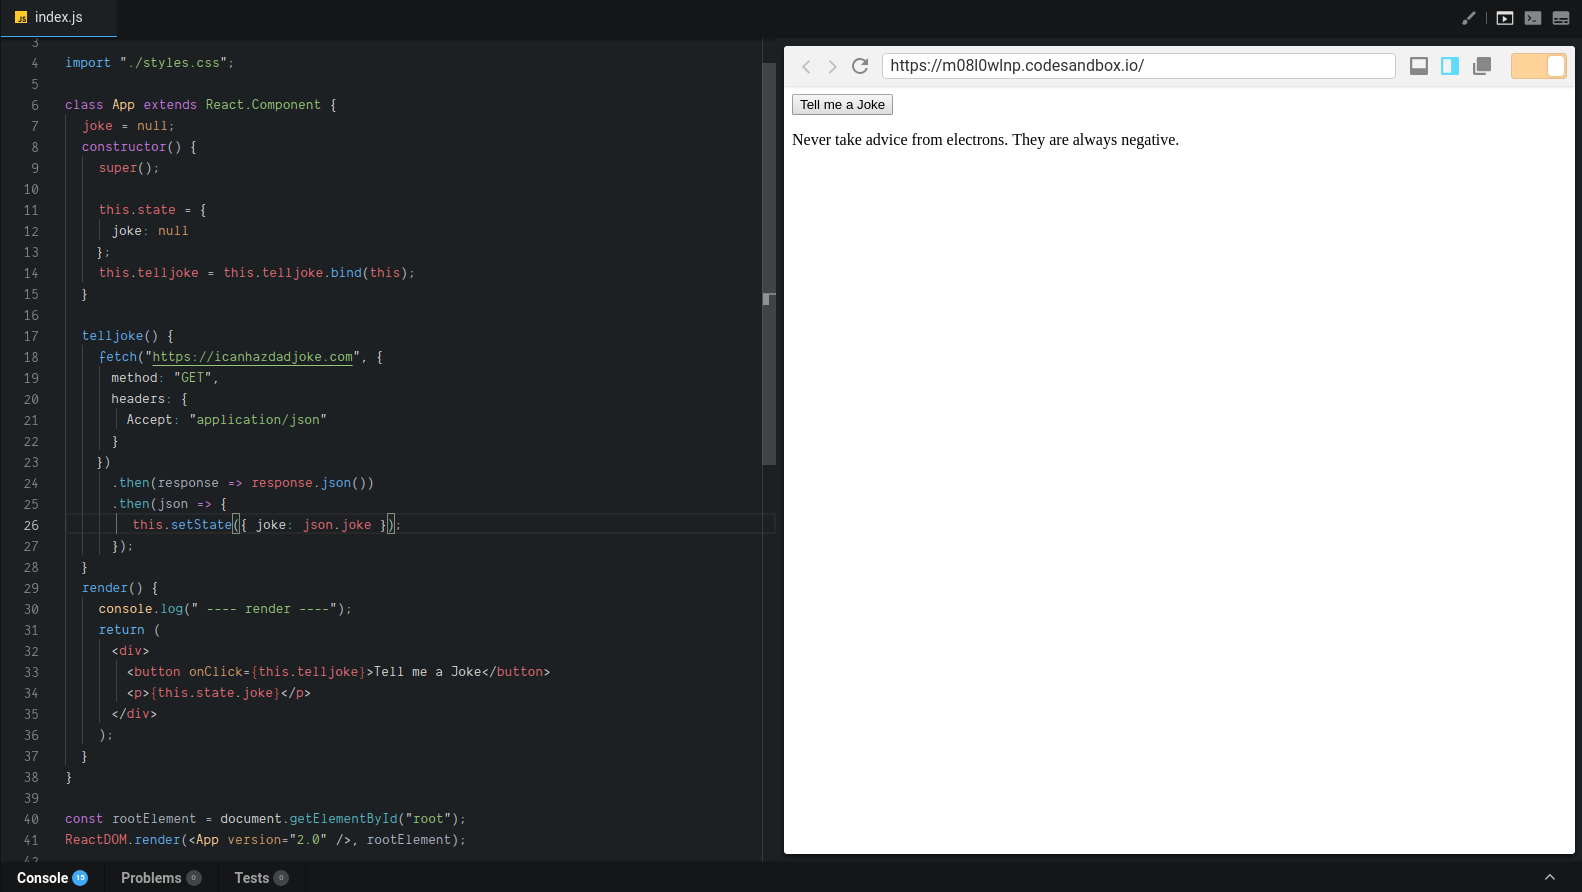 index.js
3
4 import "./styles.css";
5
6 class App extends React.Component {
7 joke = null;
8 constructor() {
9 super();
10
11 this.state = {
12 joke: null
13 };
14 this.telljoke = this.telljoke.bind(this);
15 }
16
17 telljoke() {
18 fetch("https://icanhazdadjoke.com", {
19 method: "GET",
20 headers: {
21 Accept: "application/json"
22 }
23 })
24 .then(response => response.json())
25 .then(json => {
26 this.setState({ joke: json.joke });
27 });
28 }
29 render() {
30 console.log(" ---- render ----");
31 return (
32 <div>
33 <button onClick={this.telljoke}>Tell me a Joke</button>
34 <p>{this.state.joke}</p>
35 </div>
36 );
37 }
38 }
39
40 const rootElement = document.getElementById("root");
41 ReactDOM.render(<App version="2.0" />, rootElement);
42
https://m08l0wlnp.codesandbox.io/
Tell me a Joke
Never take advice from electrons. They are always negative.
Console 15 Problems 0 Tests 0